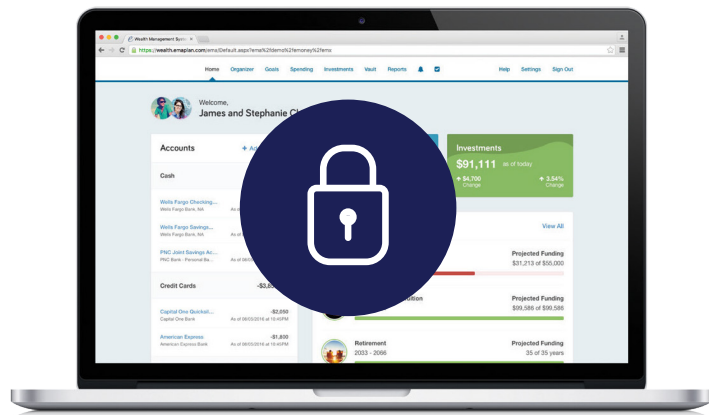 Wealth Management Syste
https://wealth.emaplan.com/ema/Default.aspx?ema%2fdemo%2femoney%2fems
Home Organizer Goals Spending Investments Vault Reports Help Settings Sign Out
Welcome,
James and Stephanie
Accounts
Investments
$91,111 as of today
$4,700 3.54%
Change Change
Cash
Wells Fargo Checking...
Wells Fargo Bank, NA
Wells Fargo Savings...
Wells Fargo Bank, NA
View All
PNC Joint Savings Ac...
PNC Bank - Personal Ba...
Projected Funding
$31,213 of $55,000
Credit Cards
Projected Funding
$99,586 of $99,586
Capital One Quicksil... -$2,050
Capital One Bank As of 08/03/2016 at 10:45PM
American Express -$1,800
American Express Bank As of 08/03/2016 at 10:45PM
Retirement Projected Funding
2033 - 2066 35 of 35 years